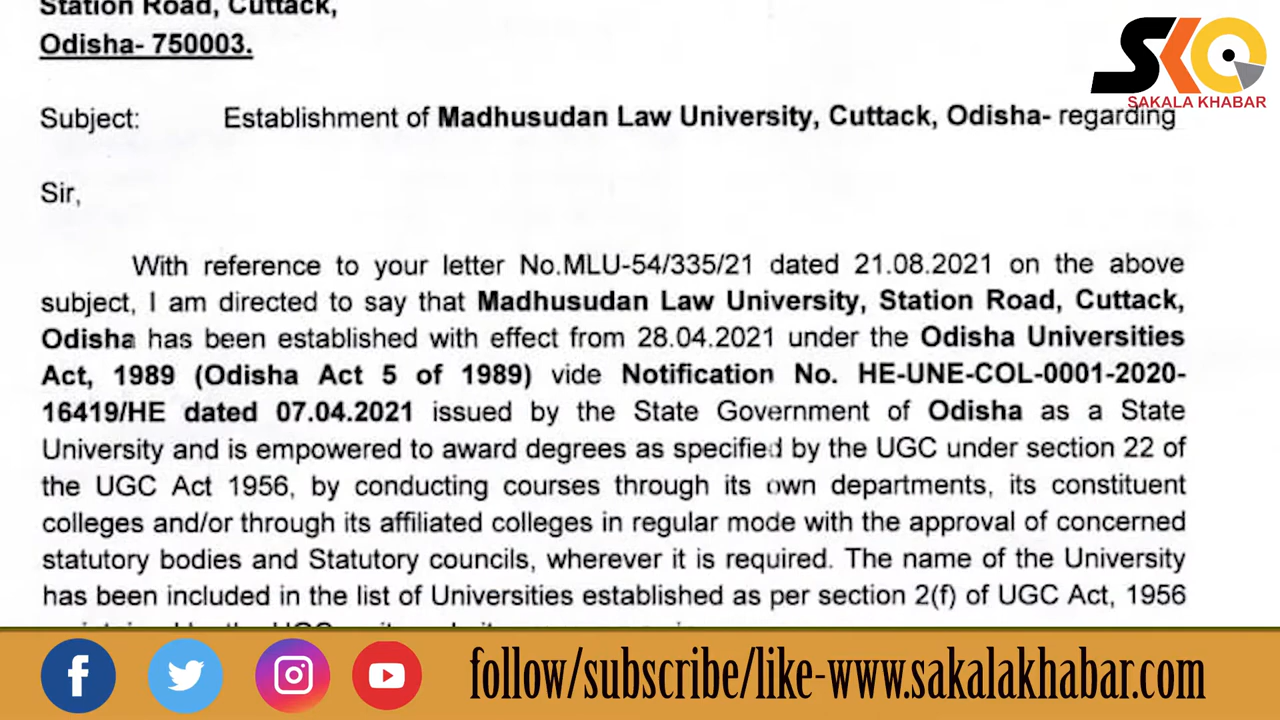 Station Road, Cuttack,
Odisha- 750003.
SKO
SAKALA KHABAR
Subject: Establishment of Madhusudan Law University, Cuttack, Odisha- regarding
Sir,
With reference to your letter No.MLU-54/335/21 dated 21.08.2021 on the above
subject, I am directed to say that Madhusudan Law University, Station Road, Cuttack,
Odisha has been established with effect from 28.04.2021 under the Odisha Universities
Act, 1989 (Odisha Act 5 of 1989) vide Notification No. HE-UNE-COL-0001-2020-
16419/HE dated 07.04.2021 issued by the State Government of Odisha as a State
University and is empowered to award degrees as specified by the UGC under section 22 of
the UGC Act 1956, by conducting courses through its own departments, its constituent
colleges and/or through its affiliated colleges in regular mode with the approval of concerned
statutory bodies and Statutory councils, wherever it is required. The name of the University
has been included in the list of Universities established as per section 2(f) of UGC Act, 1956
follow/subscribe/like-www.sakalakhabar.com